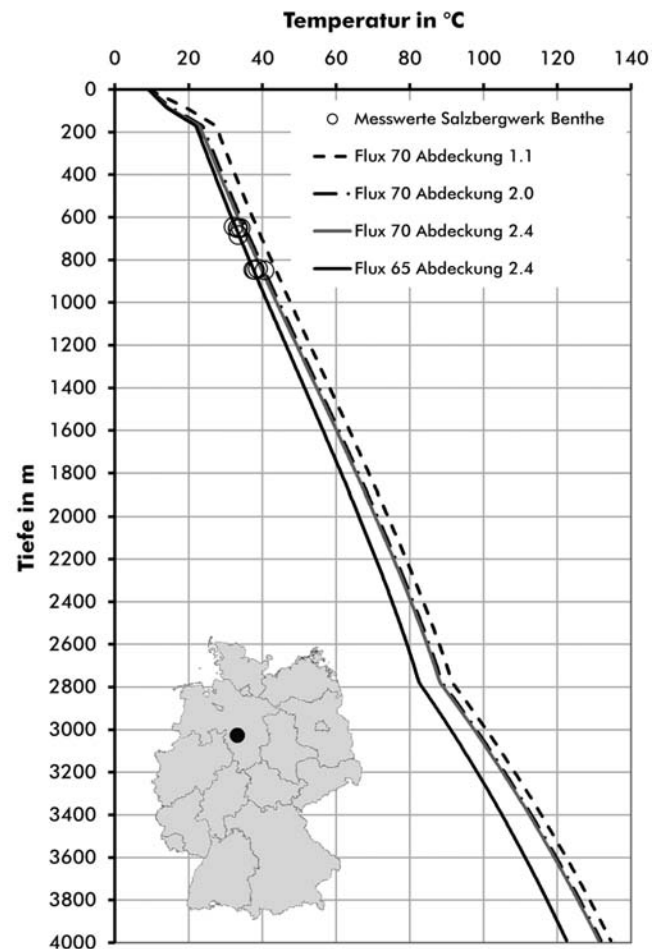 Temperatur in °C
0 20 40 60 80 100 120 140
Tiefe in m
0
200
400
600
800
1000
1200
1400
1600
1800
2000
2200
2400
2600
2800
3000
3200
3400
3600
3800
4000
Messwerte Salzbergwerk Benthe
Flux 70 Abdeckung 1.1
Flux 70 Abdeckung 2.0
Flux 70 Abdeckung 2.4
Flux 65 Abdeckung 2.4